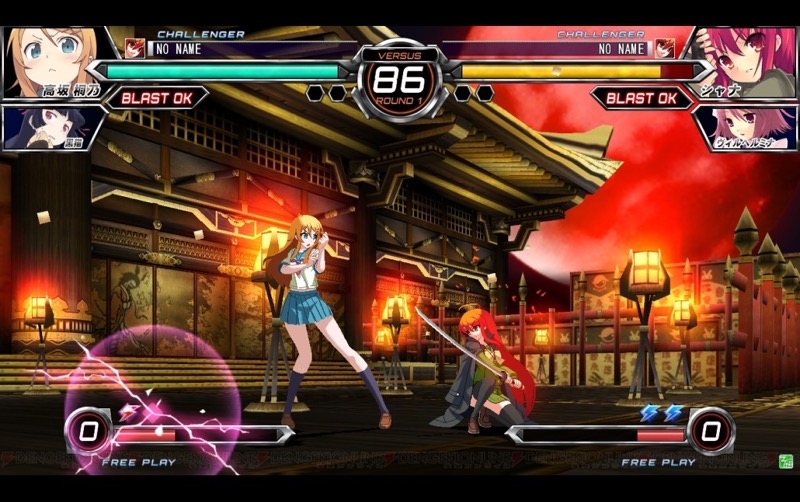 CHALLENGER
NO NAME
CHALLENGER
NO NAME
VERSUS
86
ROUND 1
高坂 桐乃
シャナ
BLAST OK
BLAST OK
黒猫
ヴィルヘルミナ
0
0
FREE PLAY
FREE PLAY